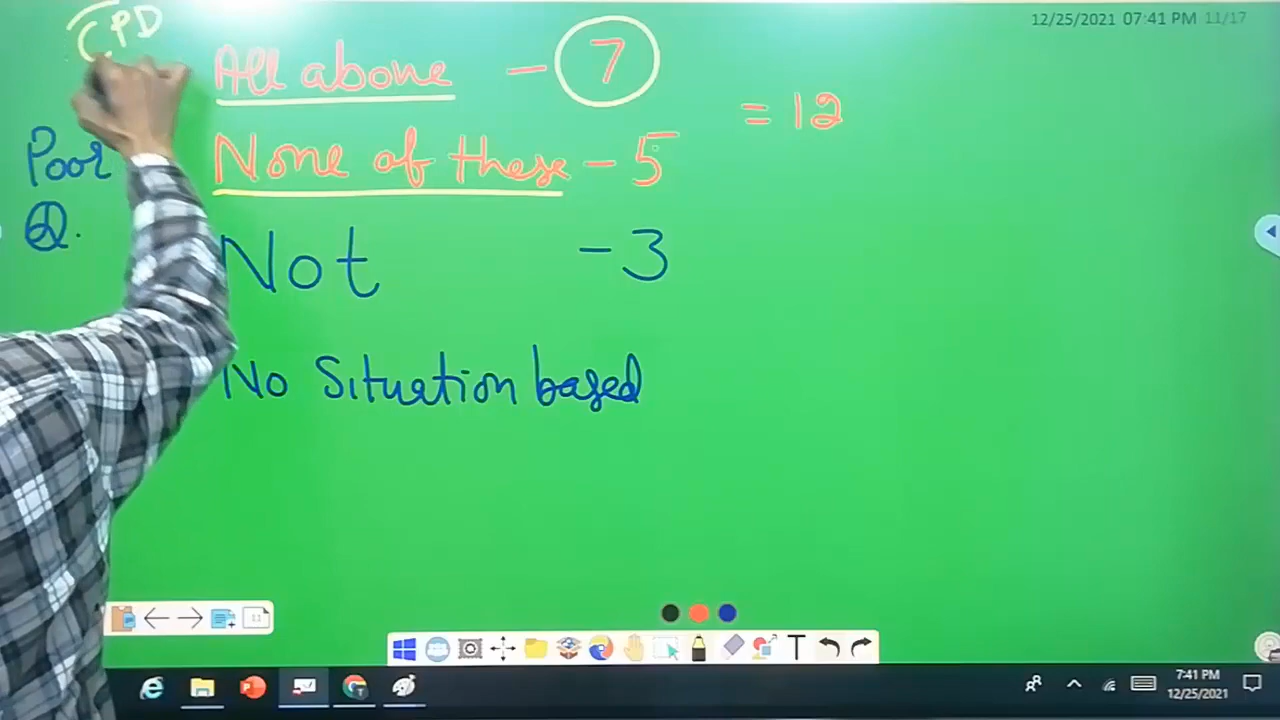 12/25/2021 07:41 PM 11/17
CPD
All above - 7
= 12
None of these - 5
Poor
Q.
Not - 3
No Situation based
11
T
7:41 PM
12/25/2021